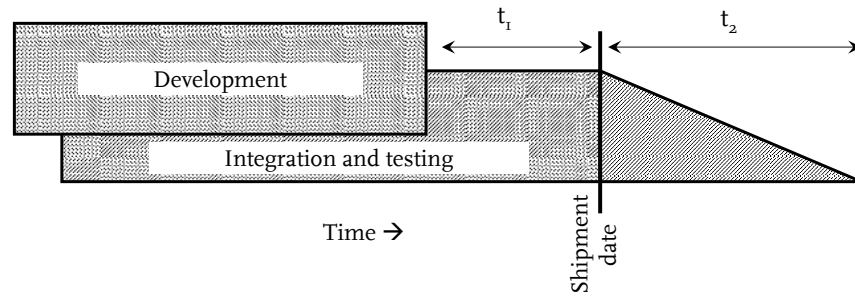 t₁
t₂
Development
Integration and testing
Time →
Shipment
date